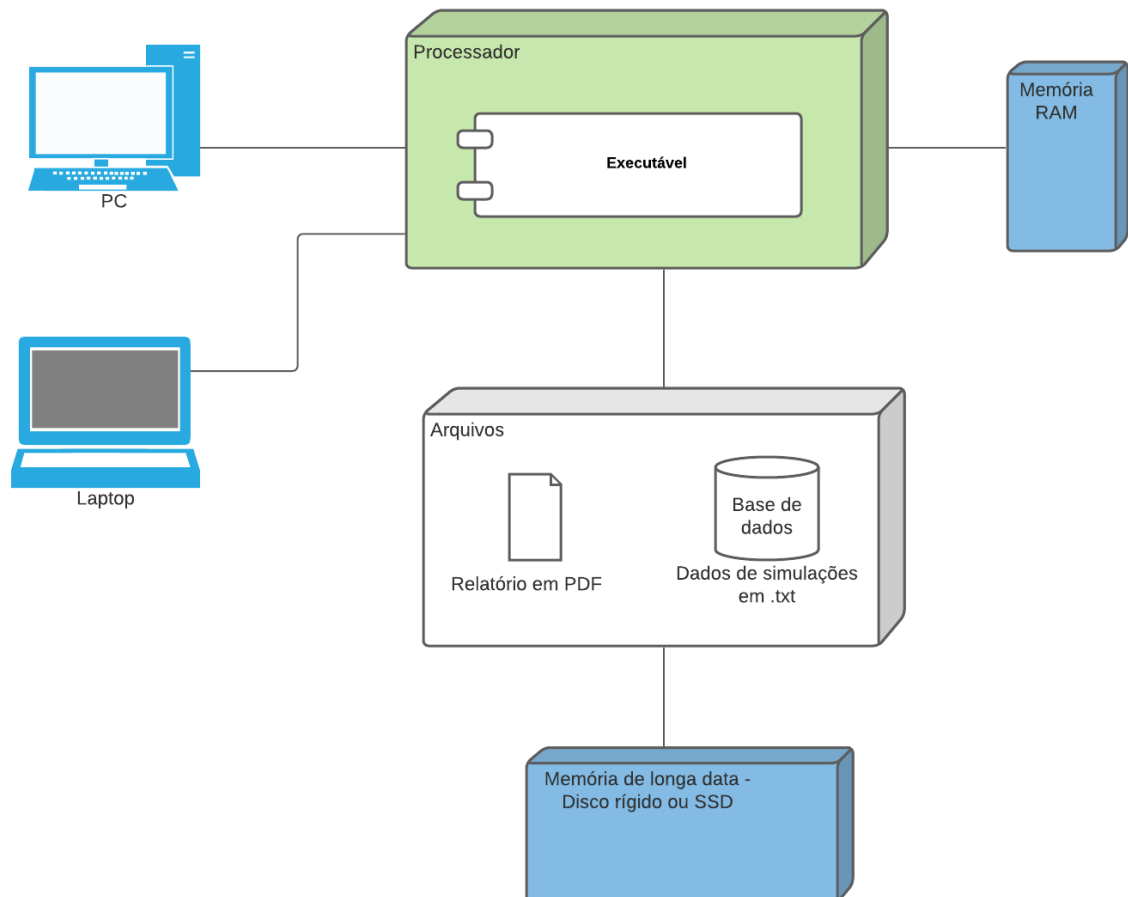 Processador
Memória
RAM
Executável
PC
Laptop
Arquivos
Base de
dados
Relatório em PDF
Dados de simulações
em .txt
Memória de longa data -
Disco rígido ou SSD